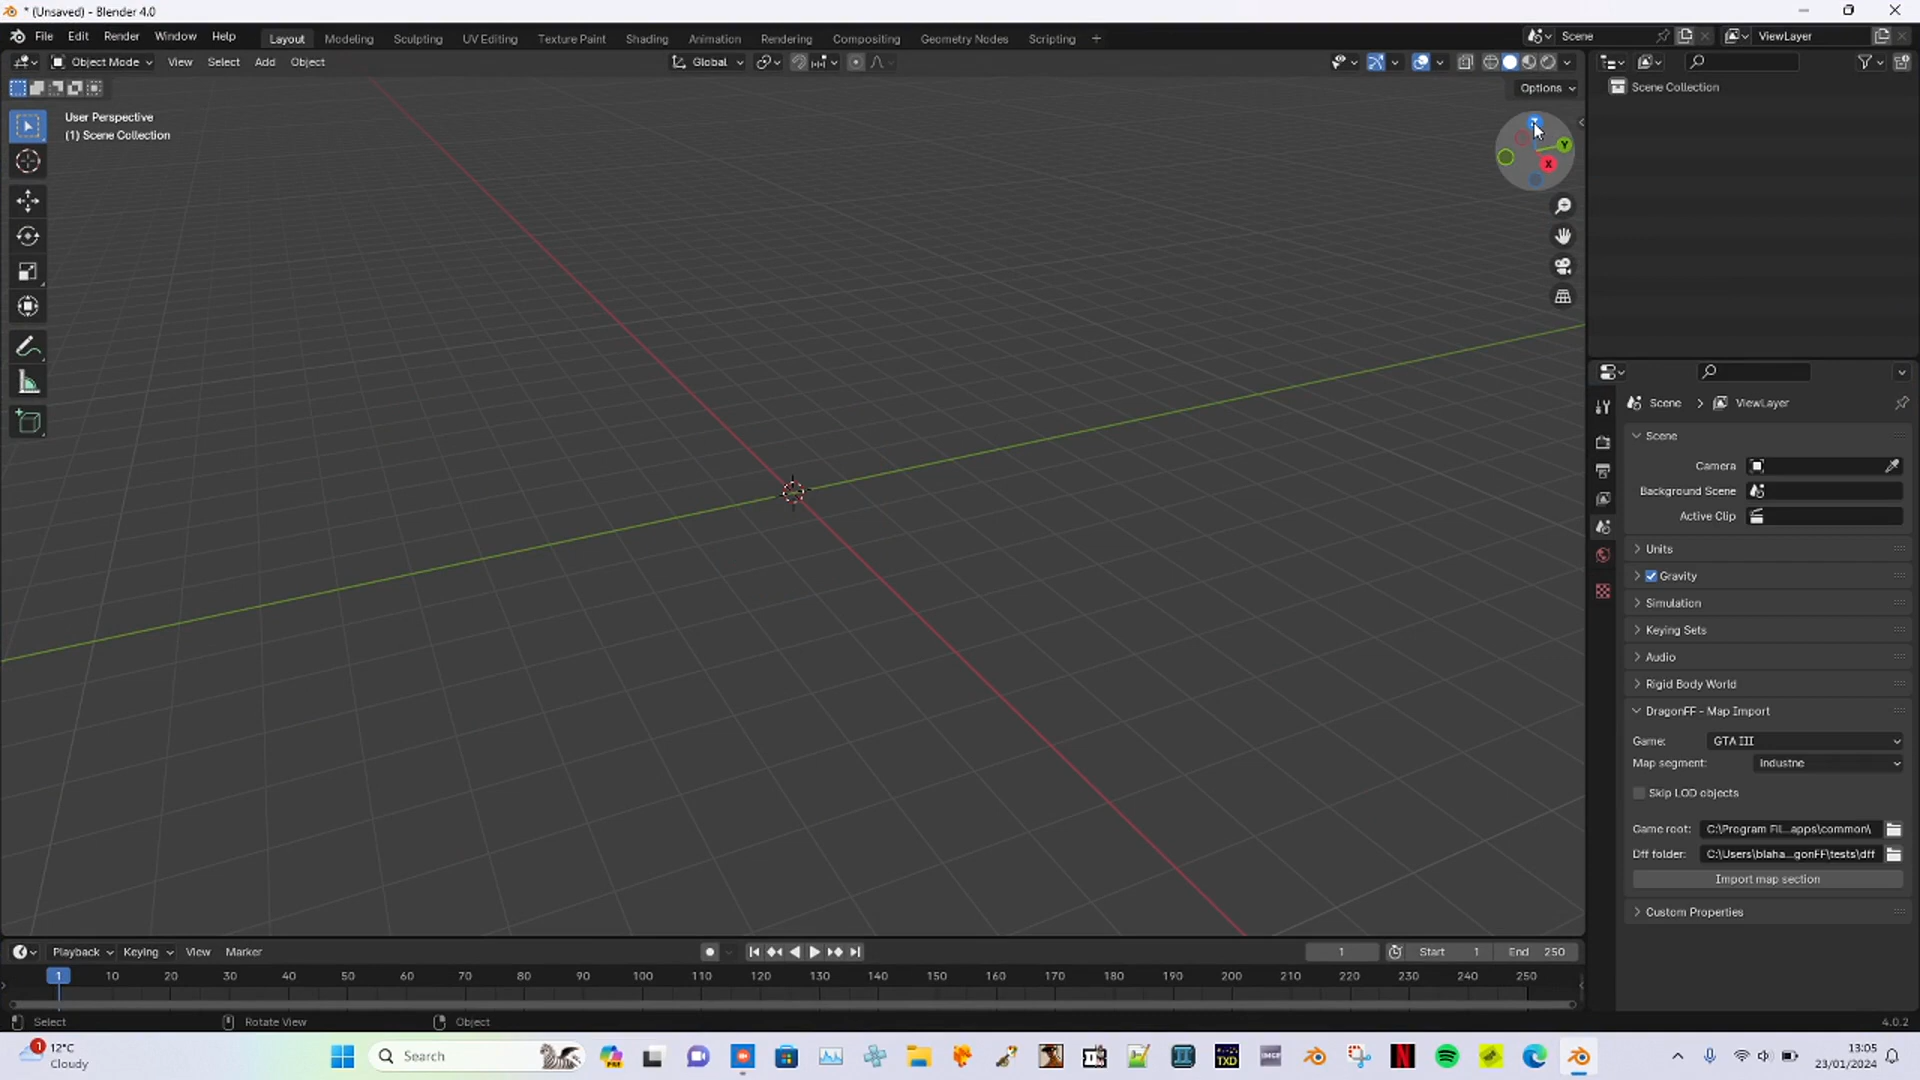 * (Unsaved) - Blender 4.0
File Edit Render Window Help
Layout Modeling Sculpting UV Editing Texture Paint Shading Animation Rendering Compositing Geometry Nodes Scripting +
Scene
ViewLayer
Object Mode View Select Add Object
Global
Options
User Perspective
(1) Scene Collection
Z
Y
X
Scene Collection
Scene > ViewLayer
Scene
Camera
Background Scene
Active Clip
Units
Gravity
Simulation
Keying Sets
Audio
Rigid Body World
DragonFF - Map Import
Game: GTA III
Map segment: Industne
Skip LOD objects
Game root: C:\Program Fil...apps\common\
Dff folder: C:\Users\blaha...gonFF\tests\dff
Import map section
Custom Properties
Playback Keying View Marker
1 Start 1 End 250
1 10 20 30 40 50 60 70 80 90 100 110 120 130 140 150 160 170 180 190 200 210 220 230 240 250
Select Rotate View Object
4.0.2
1
12°C
Cloudy
Search
PRE
TXD
IMGF
N
13:05
23/01/2024